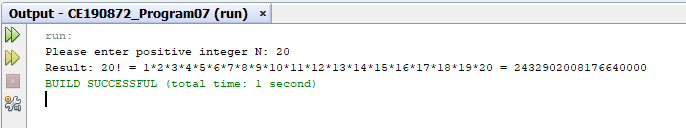 Output - CE190872_Program07 (run) ×
run:
Please enter positive integer N: 20
Result: 20! = 1*2*3*4*5*6*7*8*9*10*11*12*13*14*15*16*17*18*19*20 = 2432902008176640000
BUILD SUCCESSFUL (total time: 1 second)